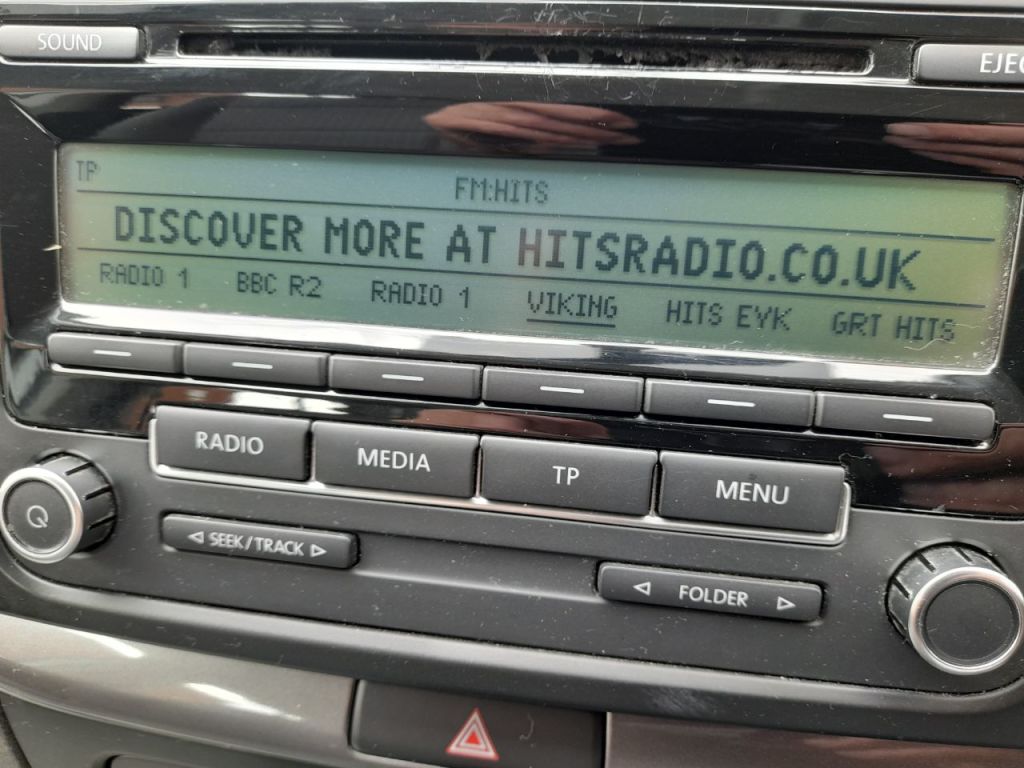 SOUND
EJEC
TP
FM:HITS
DISCOVER MORE AT HITSRADIO.CO.UK
RADIO 1 BBC R2 RADIO 1 VIKING HITS EYK GRT HITS
RADIO MEDIA TP MENU
SEEK/TRACK
FOLDER